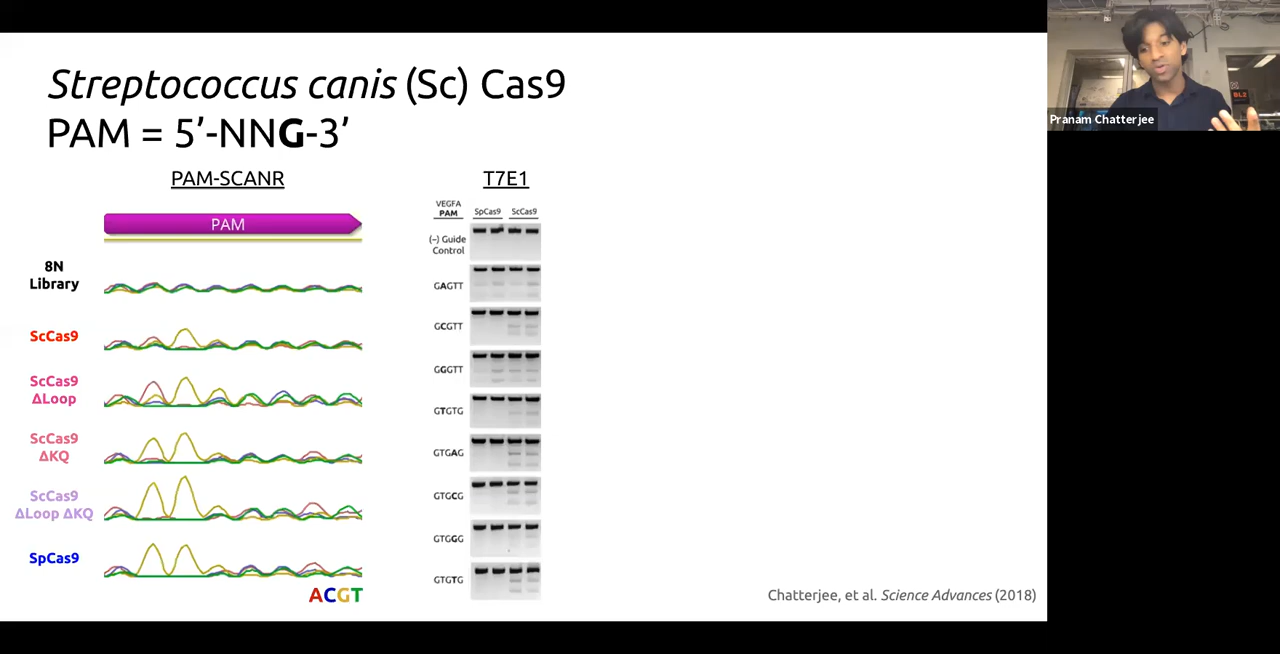 Streptococcus canis (Sc) Cas9
PAM = 5’-NNG-3’
PAM-SCANR
PAM
8N
Library
ScCas9
ScCas9
ΔLoop
ScCas9
ΔKQ
ScCas9
ΔLoop ΔKQ
SpCas9
ACGT
T7E1
VEGFA
PAM
SpCas9
ScCas9
(–) Guide
Control
GAGTT
GCGTT
GGGTT
GTGTG
GTGAG
GTGCG
GTGGG
GTGTG
Chatterjee, et al. Science Advances (2018)
Pranam Chatterjee